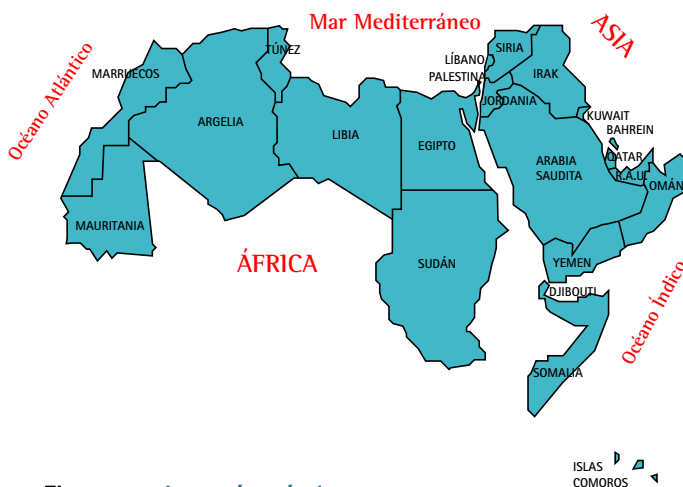 Mar Mediterráneo
ASIA
Océano Atlántico
MARRUECOS
TÚNEZ
LÍBANO
PALESTINA
SIRIA
IRAK
JORDANIA
KUWAIT
BAHREIN
QATAR
R.A.U.
OMÁN
ARGELIA
LIBIA
EGIPTO
ARABIA
SAUDITA
MAURITANIA
ÁFRICA
SUDÁN
YEMEN
DJIBOUTI
Océano Índico
SOMALIA
ISLAS
COMOROS